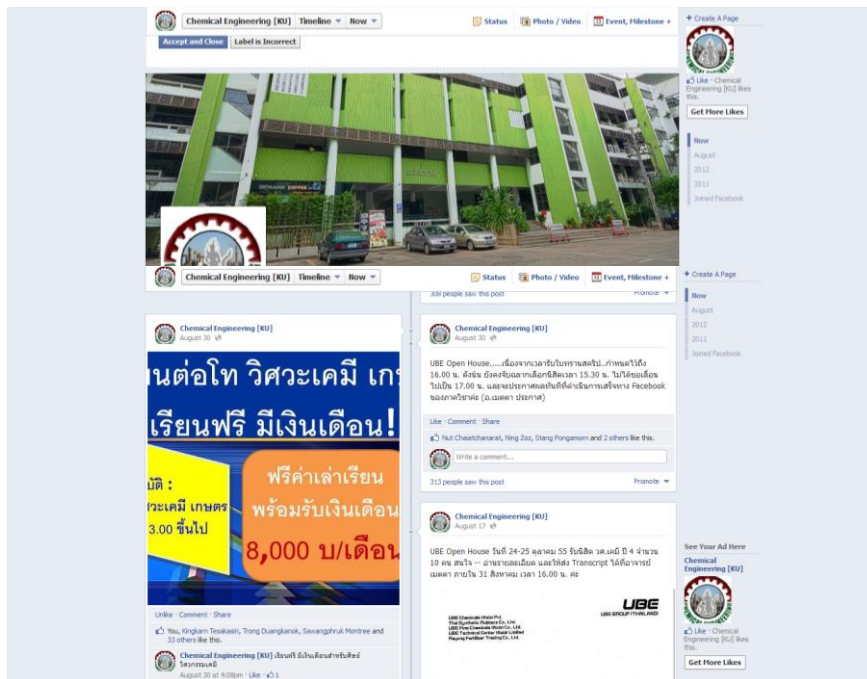 Chemical Engineering [KU] Timeline Now
Status Photo / Video Event, Milestone +
Accept and Close Label is Incorrect
+ Create A Page
Like · Chemical
Engineering [KU] likes
this.
Get More Likes
Now
August
2012
2011
Joined Facebook
Chemical Engineering [KU] Timeline Now
Status Photo / Video Event, Milestone +
+ Create A Page
Now
August
2012
2011
Joined Facebook
308 people saw this post Promote
Chemical Engineering [KU]
August 30
ยนต่อโท วิศวะเคมี เก
เรียนฟรี มีเงินเดือน!
บัติ :
วะเคมี เกษตร
3.00 ขึ้นไป
ฟรีค่าเล่าเรียน
พร้อมรับเงินเดือน
8,000 บ/เดือน
Unlike · Comment · Share
You, Kingkarn Tesakasin, Trong Duangkanok, Sawangphruk Montree and
33 others like this.
Chemical Engineering [KU] เรียนฟรี มีเงินเดือนสำหรับศิษย์
วิศวกรรมเคมี
August 30 at 4:08pm · Like · 1
Chemical Engineering [KU]
August 30
UBE Open House.....เนื่องจากเวลารับใบทรานสคริป..กำหนดไว้ถึง
16.00 น. ดังนั้น ยังคงจับฉลากเลือกนิสิตเวลา 15.30 น. ไม่ได้ขอเลื่อน
ไปเป็น 17.00 น. และจะประกาศผลทันทีที่ดำเนินการเสร็จทาง Facebook
ของภาควิชาค่ะ (อ.เมตตา ประกาศ)
Like · Comment · Share
Nut Chaiatchanarat, Ning Zoz, Stang Pongamorn and 2 others like this.
Write a comment...
313 people saw this post Promote
Chemical Engineering [KU]
August 17
UBE Open House วันที่ 24-25 ตุลาคม 55 รับนิสิต วศ.เคมี ปี 4 จำนวน
10 คน สนใจ -- อ่านรายละเอียด และให้ส่ง Transcript ได้ที่อาจารย์
เมตตา ภายใน 31 สิงหาคม เวลา 16.00 น. ค่ะ
UBE
UBE GROUP (THAILAND)
See Your Ad Here
Chemical
Engineering [KU]
Like · Chemical
Engineering [KU] likes
this.
Get More Likes